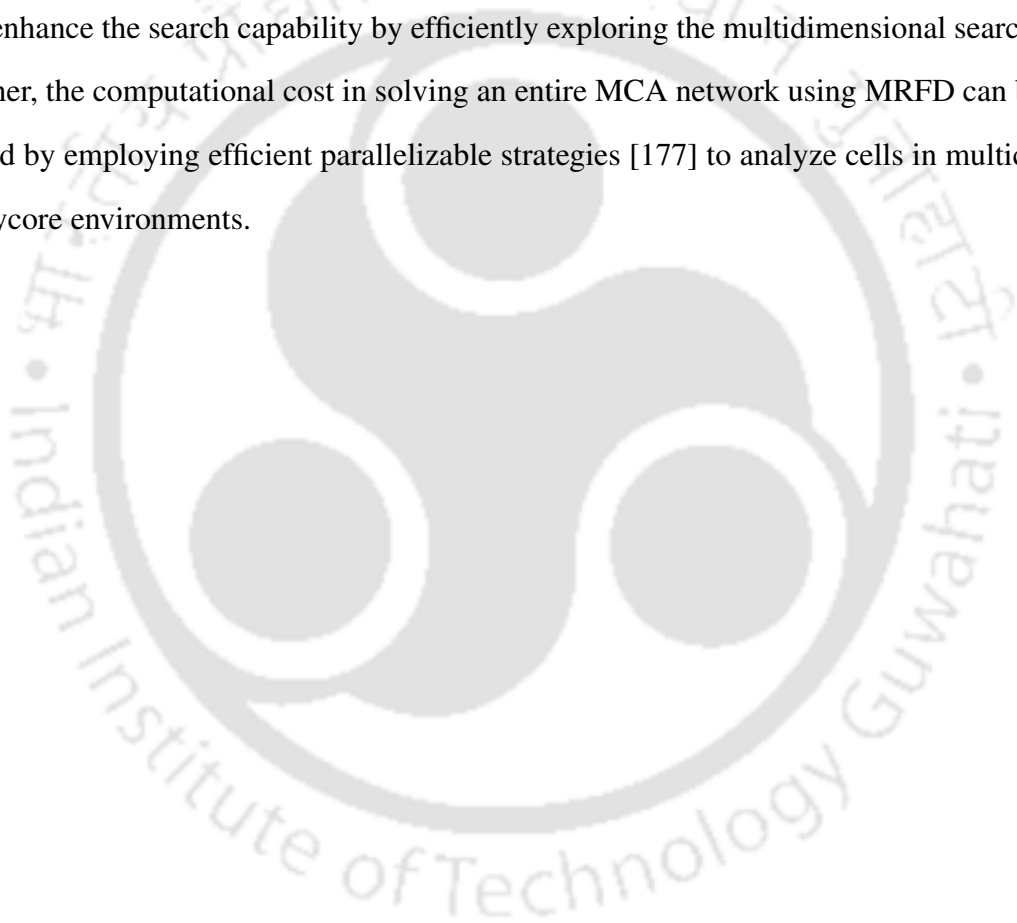 enhance the search capability by efficiently exploring the multidimensional searc
ner, the computational cost in solving an entire MCA network using MRFD can
d by employing efficient parallelizable strategies [177] to analyze cells in multic
ycore environments.
गुवाहाटी
• Indian Institute of Technology Guwahati •